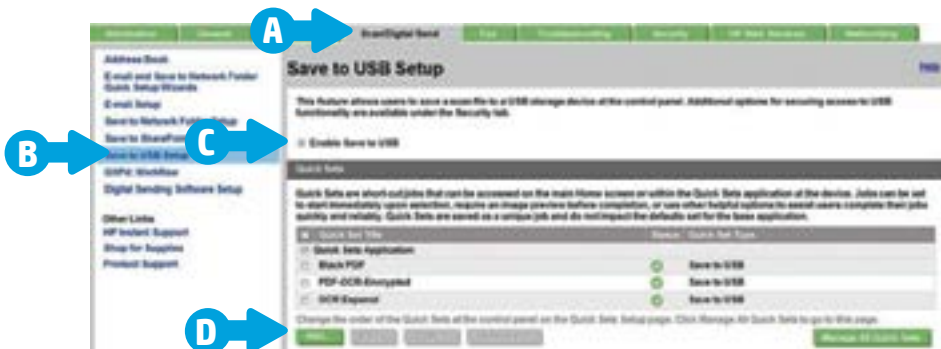 A
Information General Scan/Digital Send Fax Troubleshooting Security HP Web Services Networking
Address Book
E-mail and Save to Network Folder
Quick Setup Wizards
E-mail Setup
Save to Network Folder Setup
Save to SharePoint
B
Save to USB Setup
Digital Sending Software Setup
Other Links
HP Instant Support
Shop for Supplies
Product Support
Save to USB Setup
Help
This feature allows users to save a scan file to a USB storage device at the control panel. Additional options for securing access to USB
functionality are available under the Security tab.
C
Enable Save to USB
Quick Sets
Quick Sets are short-cut jobs that can be accessed on the main Home screen or within the Quick Sets application at the device. Jobs can be set
to start immediately upon selection, require an image preview before completion, or use other helpful options to assist users complete their jobs
quickly and reliably. Quick Sets are saved as a unique job and do not impact the defaults set for the base application.
Quick Set Title Status Quick Set Type
Quick Sets Application
Black PDF Save to USB
PDF-OCR-Encrypted Save to USB
OCR Espanol Save to USB
Change the order of the Quick Sets at the control panel on the Quick Sets Setup page. Click Manage All Quick Sets to go to this page.
D
Add... Manage All Quick Sets